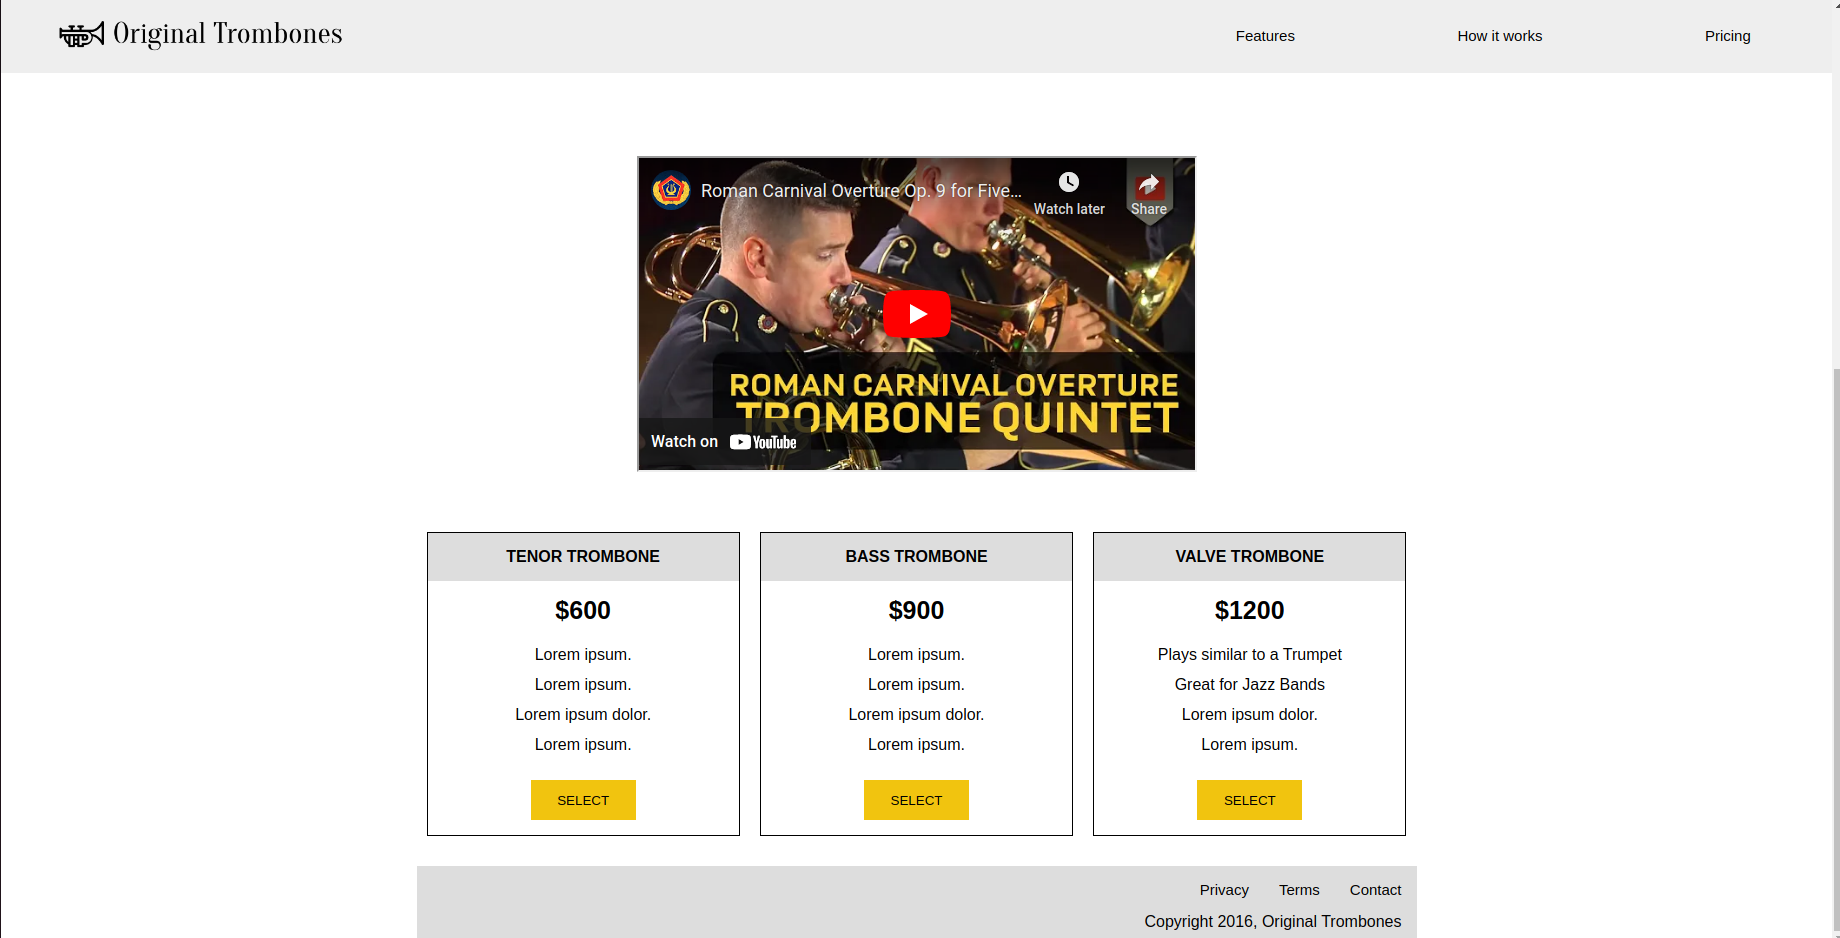 Original Trombones
Features
How it works
Pricing
Roman Carnival Overture Op. 9 for Five...
Watch later
Share
ROMAN CARNIVAL OVERTURE
TROMBONE QUINTET
Watch on YouTube
TENOR TROMBONE
$600
Lorem ipsum.
Lorem ipsum.
Lorem ipsum dolor.
Lorem ipsum.
SELECT
BASS TROMBONE
$900
Lorem ipsum.
Lorem ipsum.
Lorem ipsum dolor.
Lorem ipsum.
SELECT
VALVE TROMBONE
$1200
Plays similar to a Trumpet
Great for Jazz Bands
Lorem ipsum dolor.
Lorem ipsum.
SELECT
Privacy Terms Contact
Copyright 2016, Original Trombones